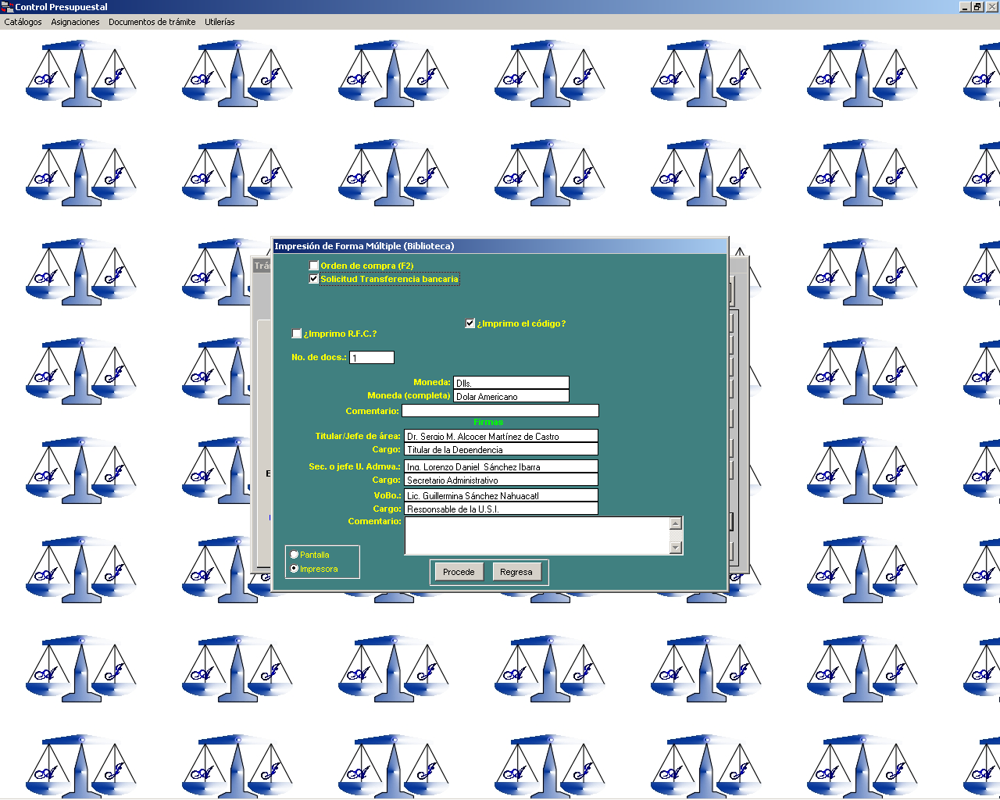 Control Presupuestal
Catálogos Asignaciones Documentos de trámite Utilerías
Impresión de Forma Múltiple (Biblioteca)
Trá
Orden de compra (F2)
Solicitud Transferencia bancaria
¿Imprimo el código?
¿Imprimo R.F.C.?
No. de docs.: 1
Moneda: Dlls.
Moneda (completa) Dolar Americano
Comentario:
Firmas
Titular/Jefe de área: Dr. Sergio M. Alcocer Martínez de Castro
Cargo: Titular de la Dependencia
Sec. o jefe U. Admva.: Ing. Lorenzo Daniel Sánchez Ibarra
Cargo: Secretario Administrativo
VoBo.: Lic. Guillermina Sánchez Nahuacatl
Cargo: Responsable de la U.S.I.
Comentario:
Pantalla
Impresora
Procede Regresa